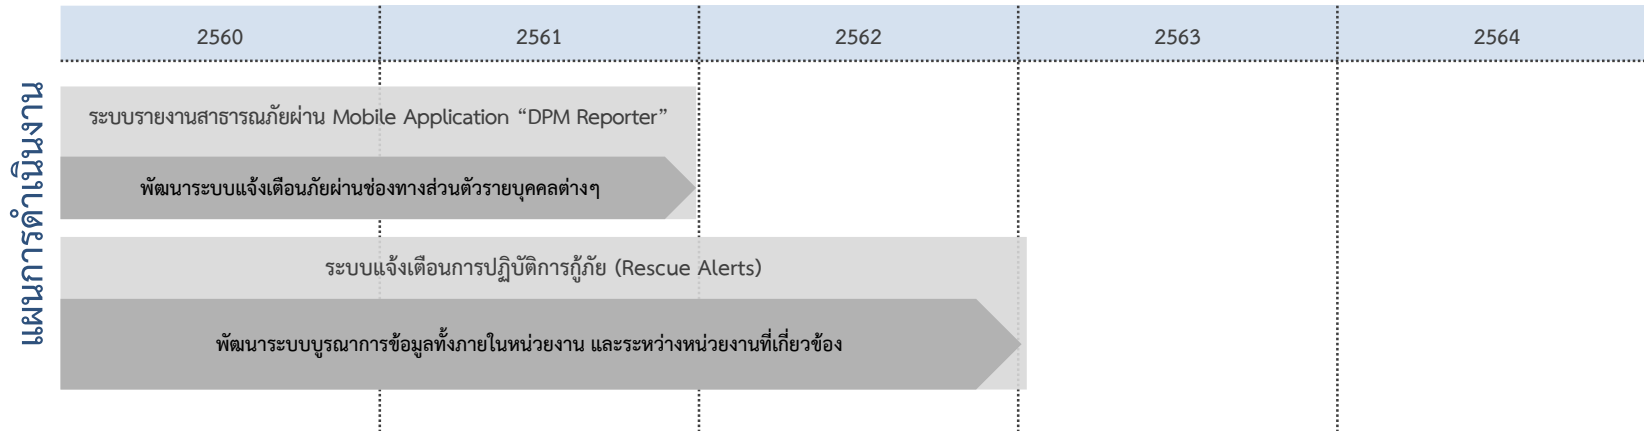 2560 2561 2562 2563 2564
แผนการดำเนินงาน
ระบบรายงานสาธารณภัยผ่าน Mobile Application “DPM Reporter”
พัฒนาระบบแจ้งเตือนภัยผ่านช่องทางส่วนตัวรายบุคคลต่างๆ
ระบบแจ้งเตือนการปฏิบัติการกู้ภัย (Rescue Alerts)
พัฒนาระบบบูรณาการข้อมูลทั้งภายในหน่วยงาน และระหว่างหน่วยงานที่เกี่ยวข้อง